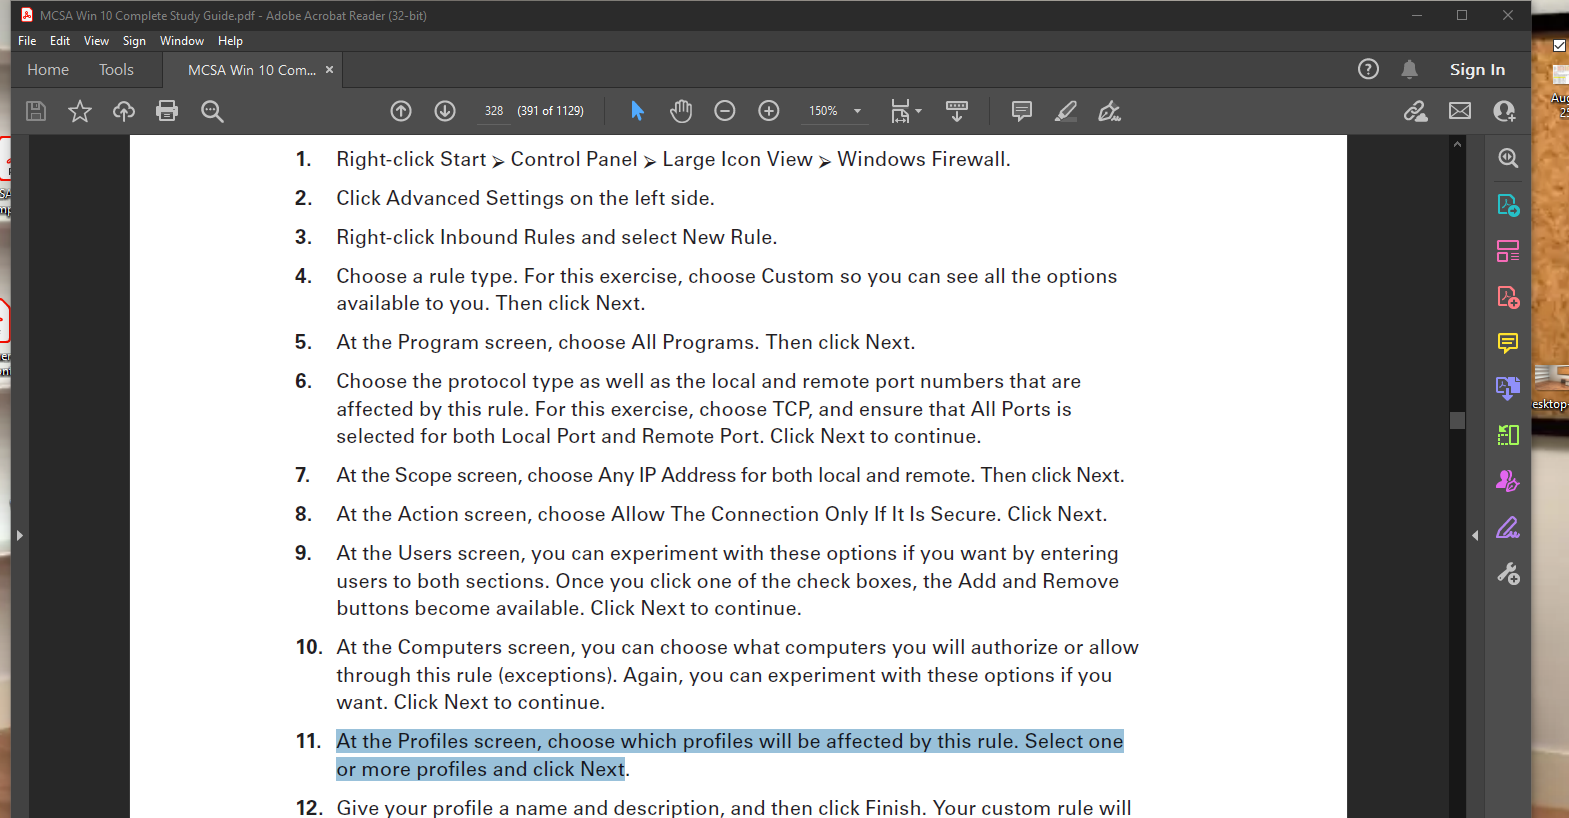 MCSA Win 10 Complete Study Guide.pdf - Adobe Acrobat Reader (32-bit)
File Edit View Sign Window Help
Home Tools MCSA Win 10 Com... × Sign In
328 (391 of 1129) 150%
1. Right-click Start ➢ Control Panel ➢ Large Icon View ➢ Windows Firewall.
2. Click Advanced Settings on the left side.
3. Right-click Inbound Rules and select New Rule.
4. Choose a rule type. For this exercise, choose Custom so you can see all the options
available to you. Then click Next.
5. At the Program screen, choose All Programs. Then click Next.
6. Choose the protocol type as well as the local and remote port numbers that are
affected by this rule. For this exercise, choose TCP, and ensure that All Ports is
selected for both Local Port and Remote Port. Click Next to continue.
7. At the Scope screen, choose Any IP Address for both local and remote. Then click Next.
8. At the Action screen, choose Allow The Connection Only If It Is Secure. Click Next.
9. At the Users screen, you can experiment with these options if you want by entering
users to both sections. Once you click one of the check boxes, the Add and Remove
buttons become available. Click Next to continue.
10. At the Computers screen, you can choose what computers you will authorize or allow
through this rule (exceptions). Again, you can experiment with these options if you
want. Click Next to continue.
11. At the Profiles screen, choose which profiles will be affected by this rule. Select one
or more profiles and click Next.
12. Give your profile a name and description, and then click Finish. Your custom rule will